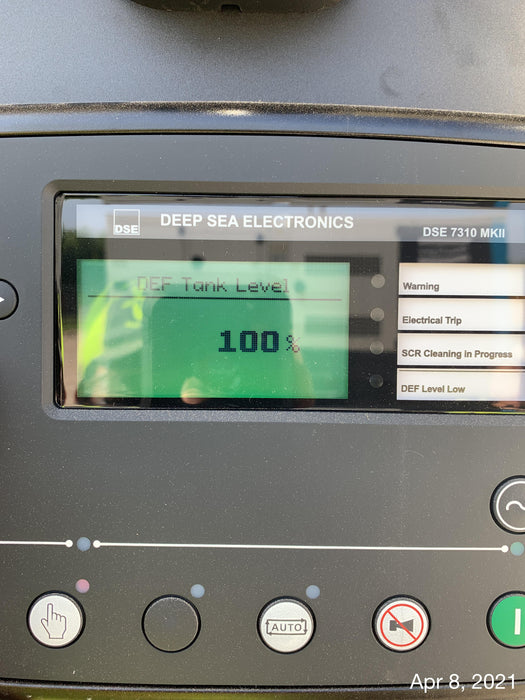 DSE
DEEP SEA ELECTRONICS
DSE 7310 MKII
DEF Tank Level
100%
Warning
Electrical Trip
SCR Cleaning in Progress
DEF Level Low
AUTO
I
Apr 8, 2021